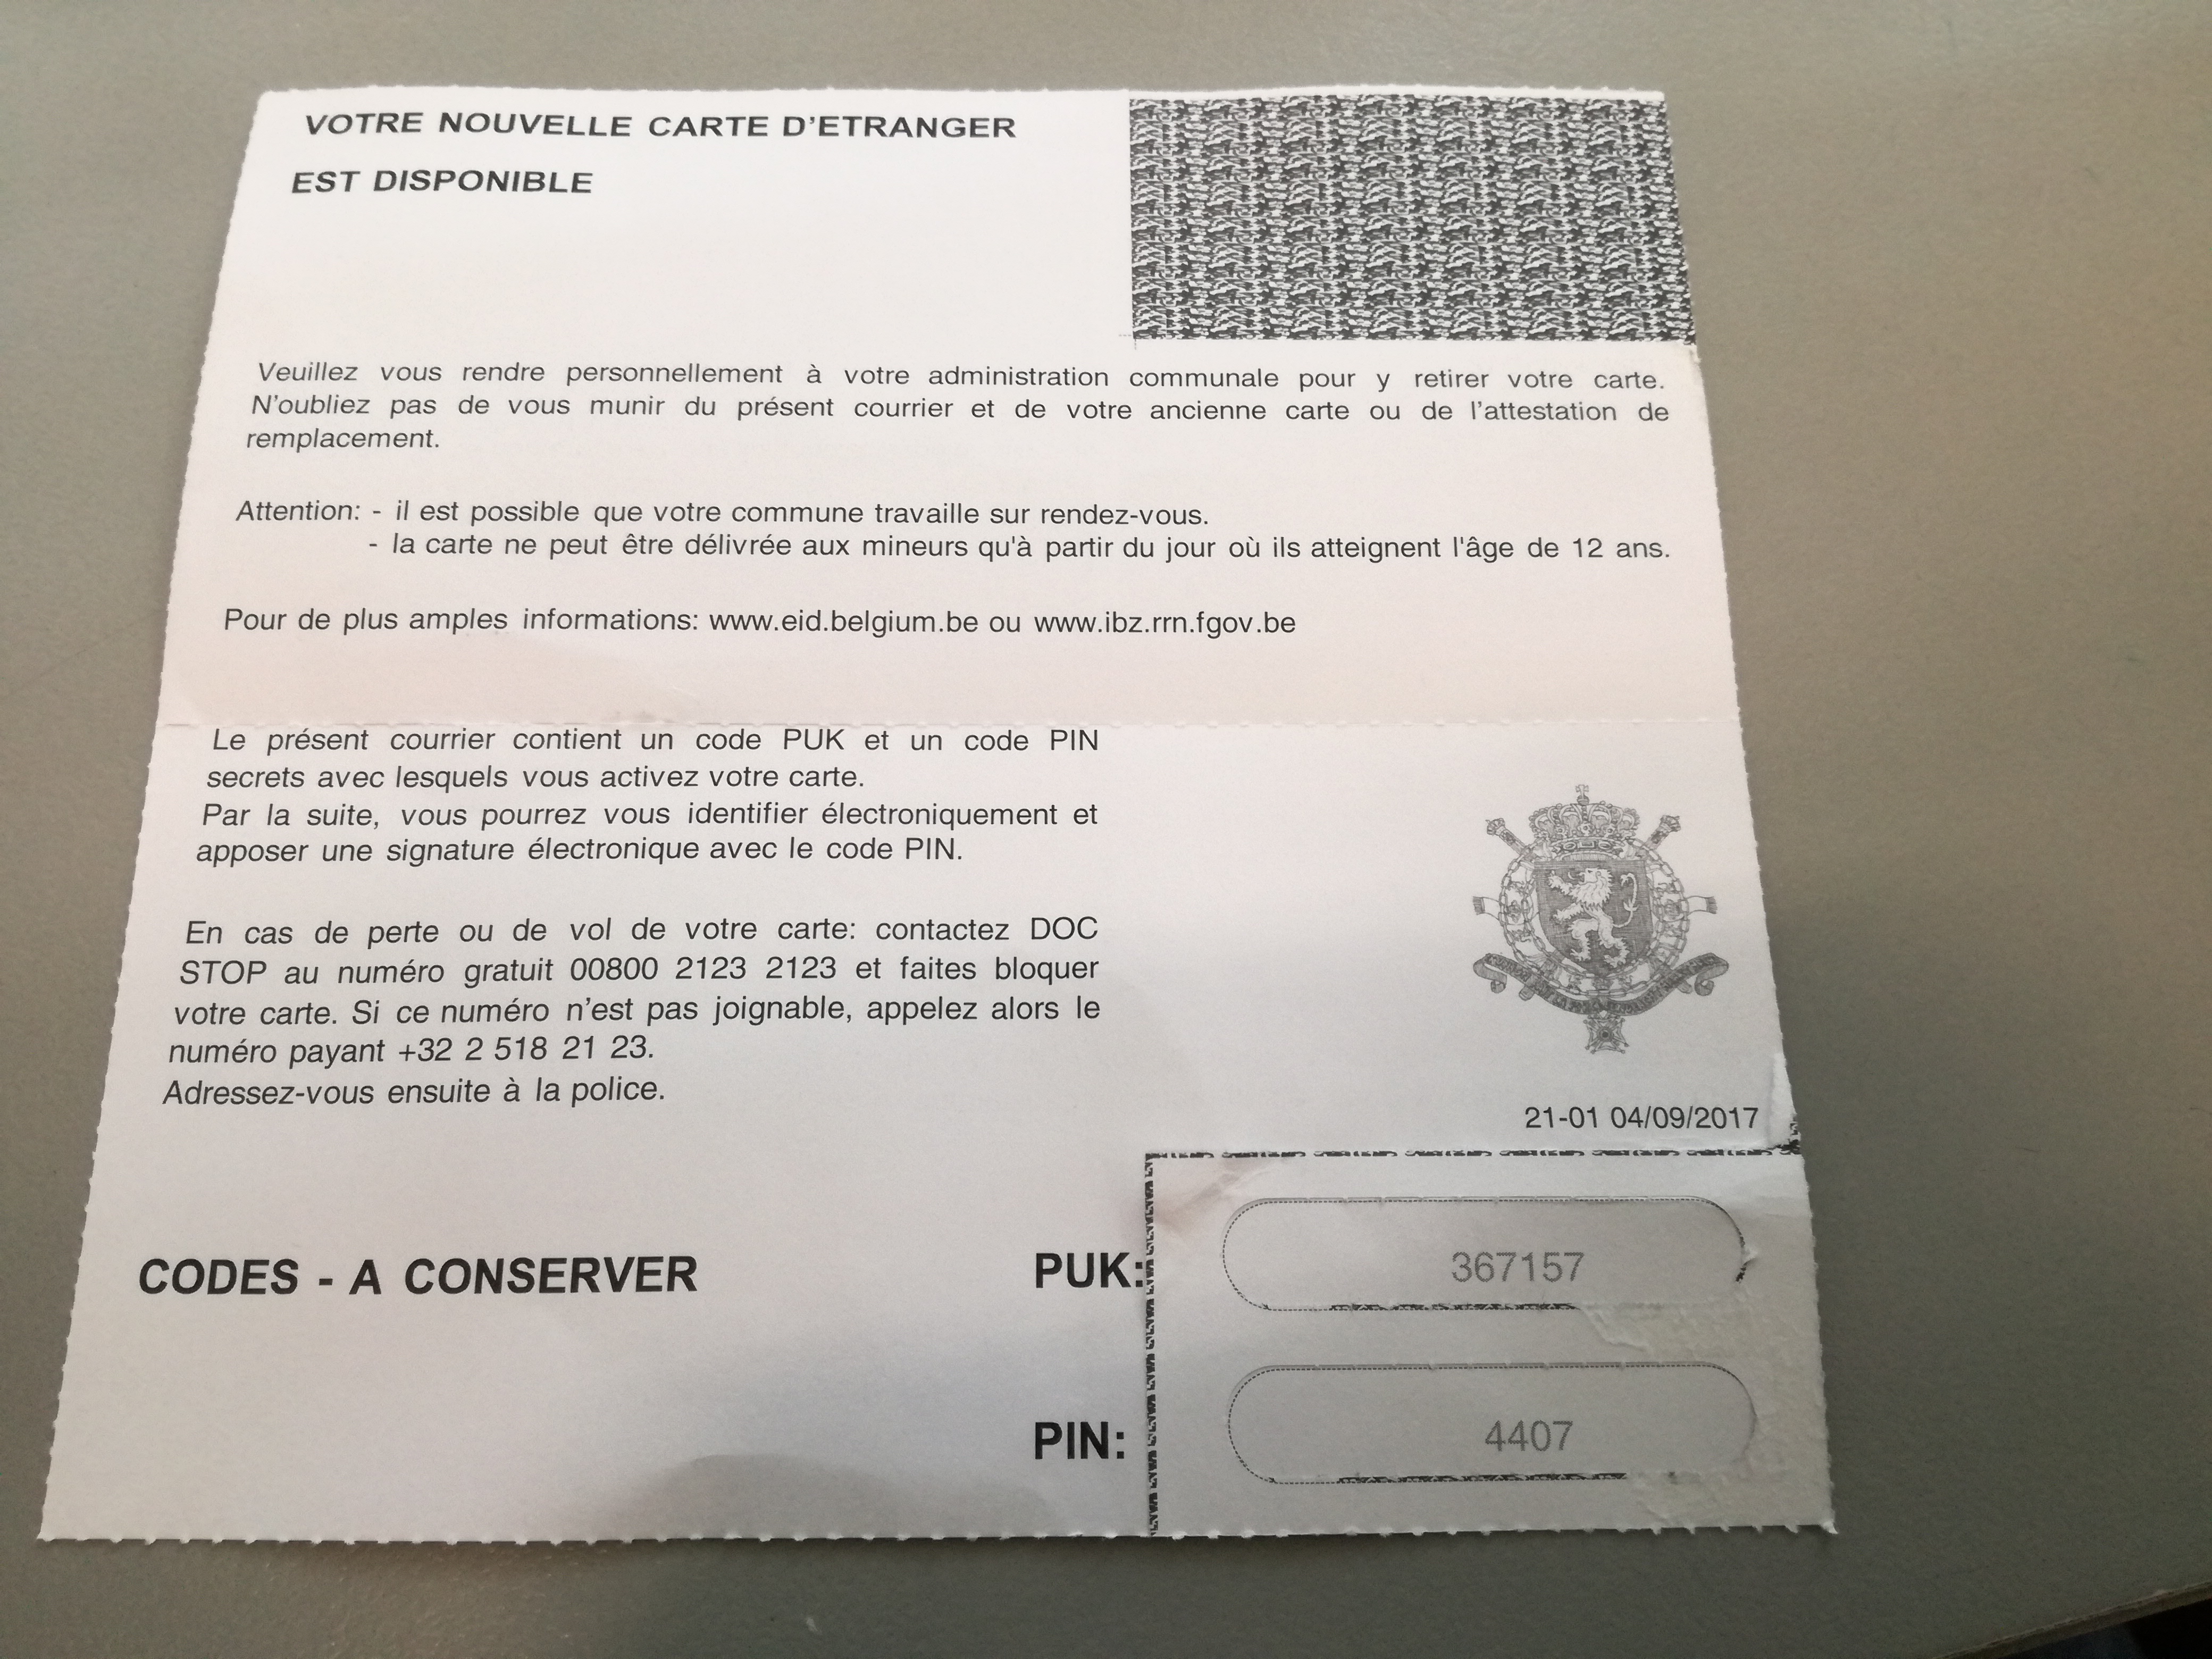 VOTRE NOUVELLE CARTE D'ETRANGER
EST DISPONIBLE
Veuillez vous rendre personnellement à votre administration communale pour y retirer votre carte.
N'oubliez pas de vous munir du présent courrier et de votre ancienne carte ou de l'attestation de
remplacement.
Attention: - il est possible que votre commune travaille sur rendez-vous.
- la carte ne peut être délivrée aux mineurs qu'à partir du jour où ils atteignent l'âge de 12 ans.
Pour de plus amples informations: www.eid.belgium.be ou www.ibz.rrn.fgov.be
Le présent courrier contient un code PUK et un code PIN
secrets avec lesquels vous activez votre carte.
Par la suite, vous pourrez vous identifier électroniquement et
apposer une signature électronique avec le code PIN.
En cas de perte ou de vol de votre carte: contactez DOC
STOP au numéro gratuit 00800 2123 2123 et faites bloquer
votre carte. Si ce numéro n'est pas joignable, appelez alors le
numéro payant +32 2 518 21 23.
Adressez-vous ensuite à la police.
21-01 04/09/2017
CODES - A CONSERVER
PUK: 367157
PIN: 4407